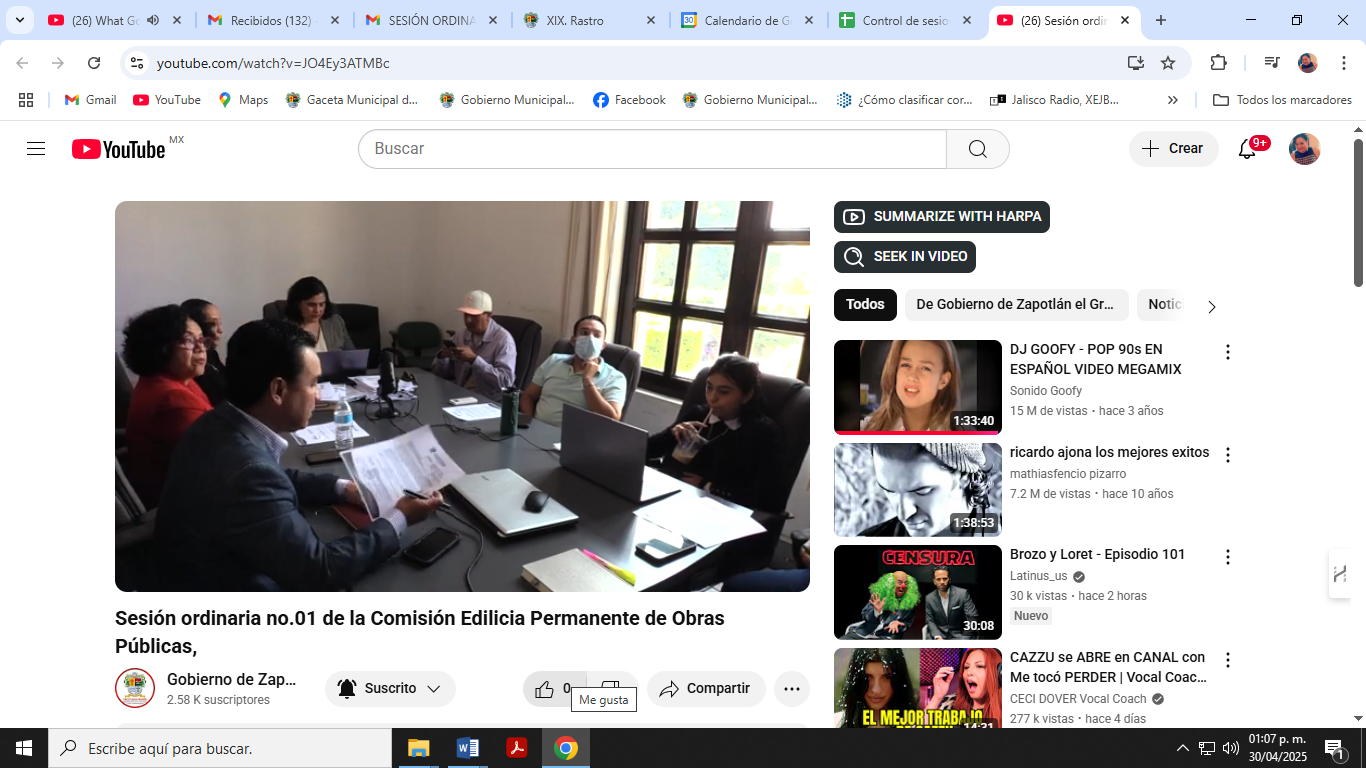 (26) What Go
Recibidos (132)
SESIÓN ORDINA
XIX. Rastro
Calendario de G
Control de sesio
(26) Sesión ordin
youtube.com/watch?v=JO4Ey3ATMBc
Gmail
YouTube
Maps
Gaceta Municipal d...
Gobierno Municipal...
Facebook
Gobierno Municipal...
¿Cómo clasificar cor...
Jalisco Radio, XEJB...
Todos los marcadores
YouTube MX
Buscar
Crear
9+
SUMMARIZE WITH HARPA
SEEK IN VIDEO
Todos
De Gobierno de Zapotlán el Gr...
Notic
DJ GOOFY - POP 90s EN
ESPAÑOL VIDEO MEGAMIX
Sonido Goofy
15 M de vistas • hace 3 años
1:33:40
ricardo ajona los mejores exitos
mathiasfencio pizarro
7.2 M de vistas • hace 10 años
1:38:53
CENSURA
30:08
Brozo y Loret - Episodio 101
Latinus_us
30 k vistas • hace 2 horas
Nuevo
CAZZU se ABRE en CANAL con
Me tocó PERDER | Vocal Coac...
CECI DOVER Vocal Coach
277 k vistas • hace 4 días
EL MEJOR TRABAJO
14:31
Sesión ordinaria no.01 de la Comisión Edilicia Permanente de Obras
Públicas,
Gobierno de Zap...
2.58 K suscriptores
Suscrito
0
Me gusta
Compartir
Escribe aquí para buscar.
01:07 p. m.
30/04/2025
1